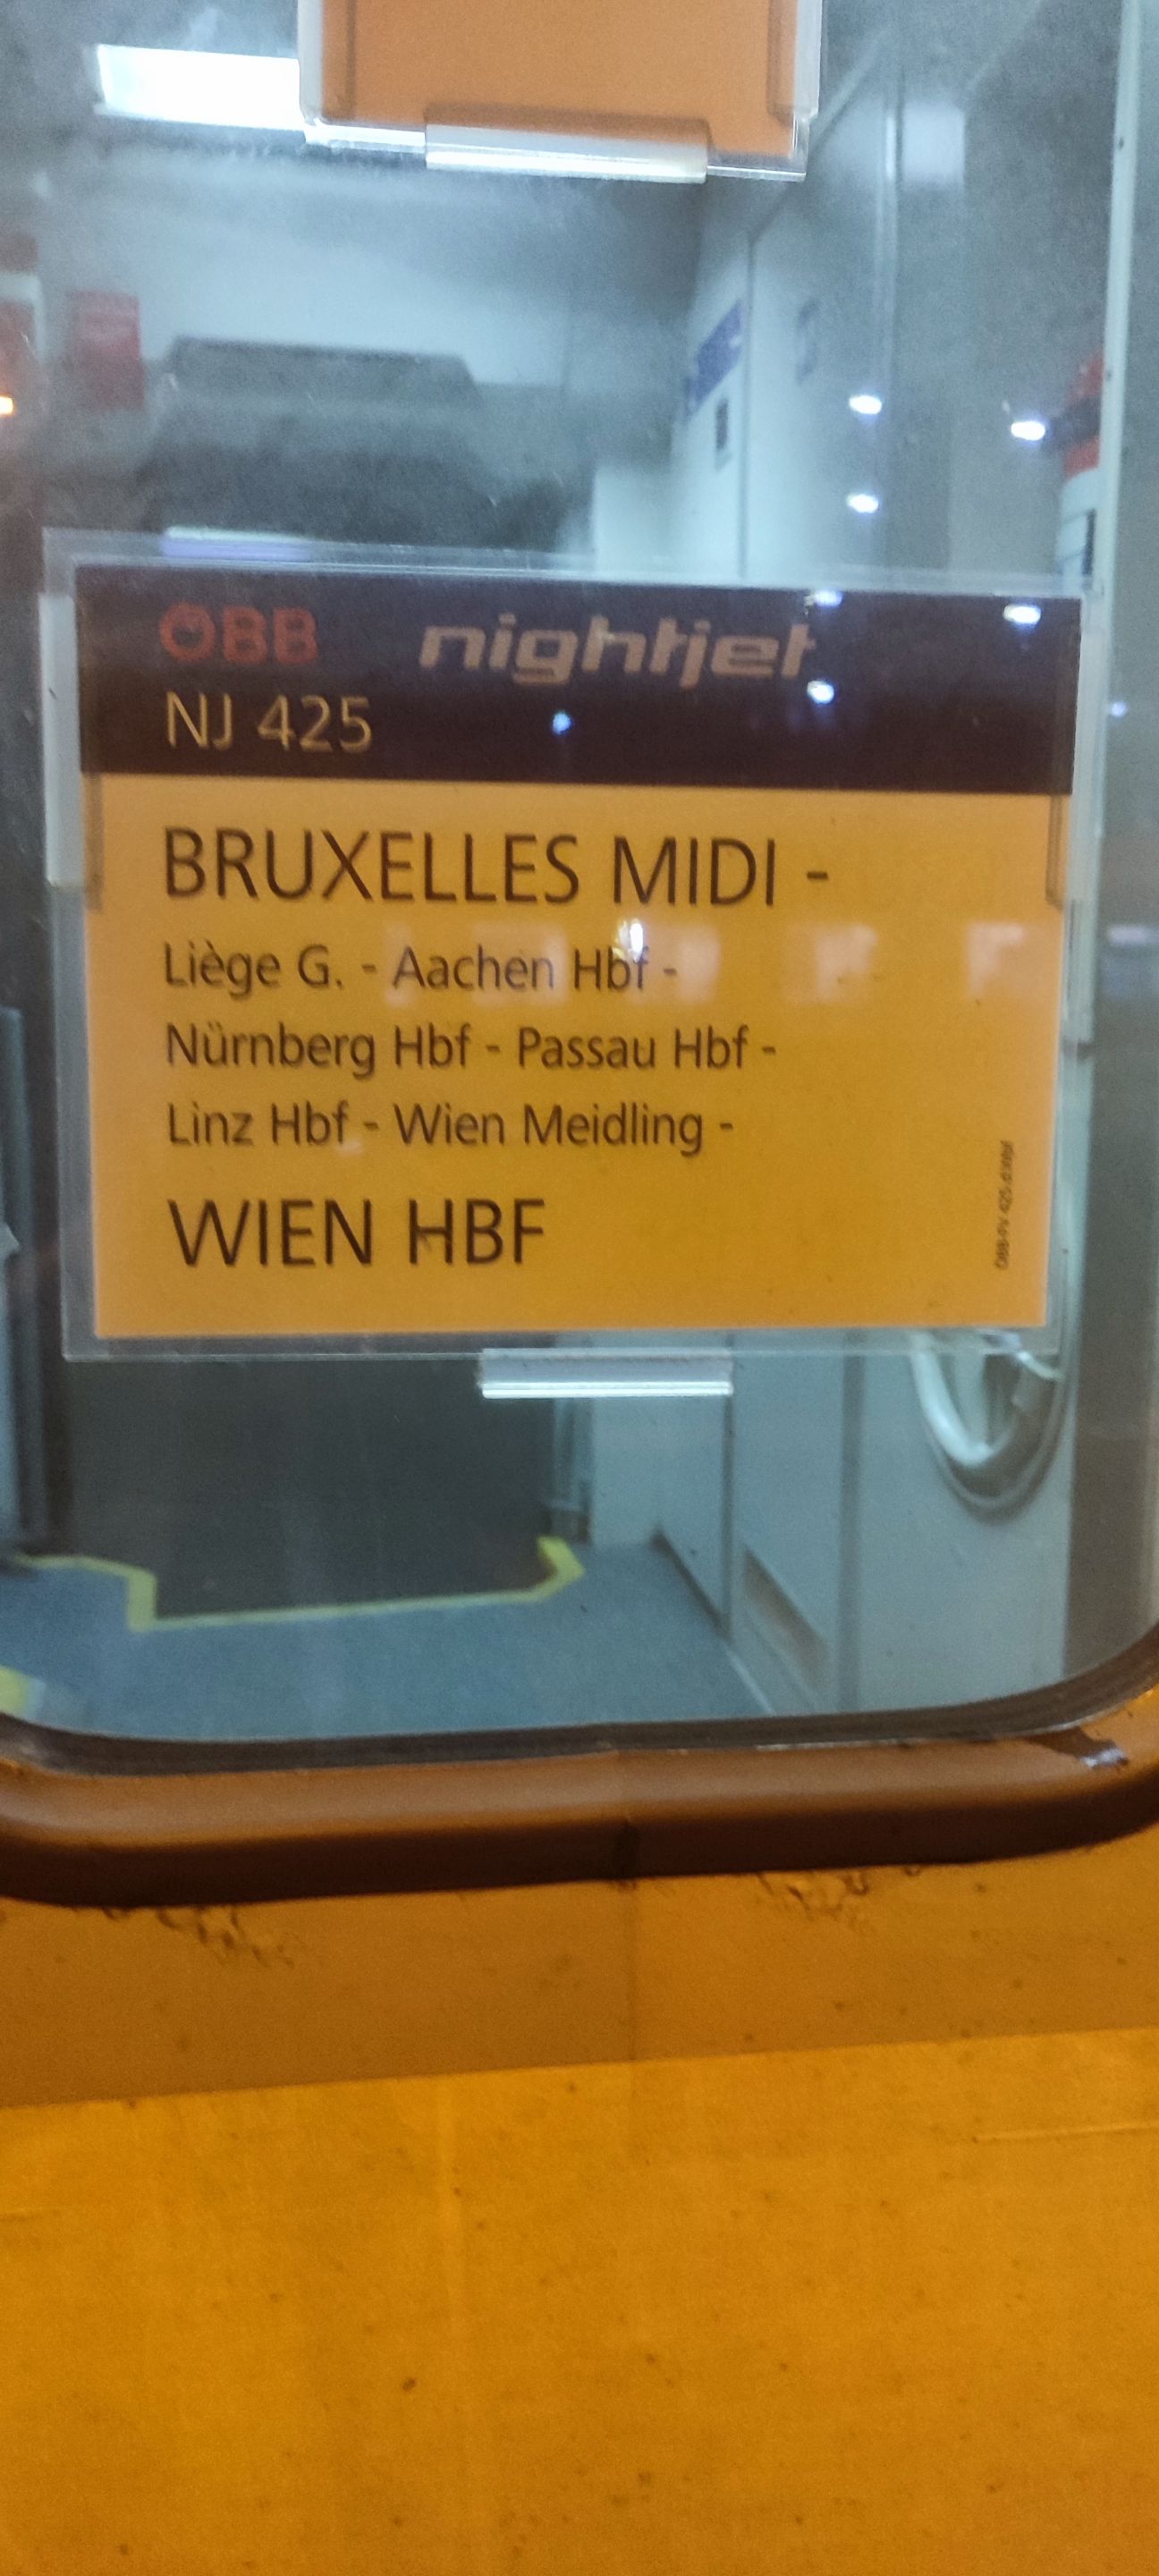 ÖBB nightjet
NJ 425
BRUXELLES MIDI -
Liège G. - Aachen Hbf -
Nürnberg Hbf - Passau Hbf -
Linz Hbf - Wien Meidling -
WIEN HBF